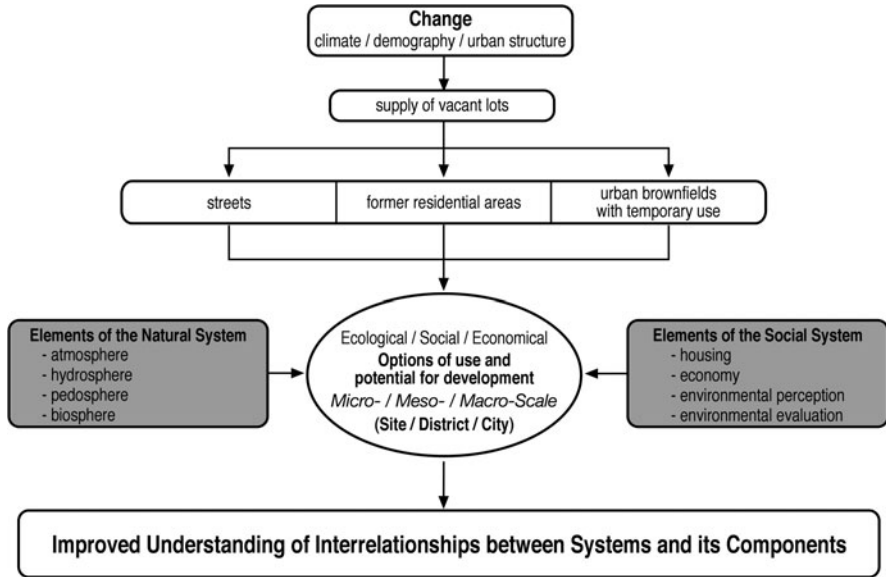 Change
climate / demography / urban structure
supply of vacant lots
streets
former residential areas
urban brownfields
with temporary use
Elements of the Natural System
- atmosphere
- hydrosphere
- pedosphere
- biosphere
Ecological / Social / Economical
Options of use and
potential for development
Micro- / Meso- / Macro-Scale
(Site / District / City)
Elements of the Social System
- housing
- economy
- environmental perception
- environmental evaluation
Improved Understanding of Interrelationships between Systems and its Components